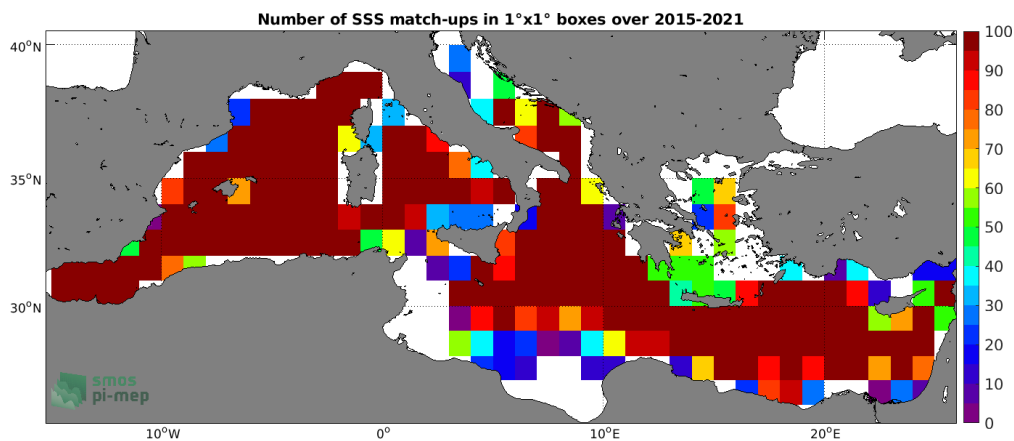 Number of SSS match-ups in 1°x1° boxes over 2015-2021
40°N
35°N
30°N
10°W
0°
10°E
20°E
100
90
80
70
60
50
40
30
20
10
0
smos
pi-mep